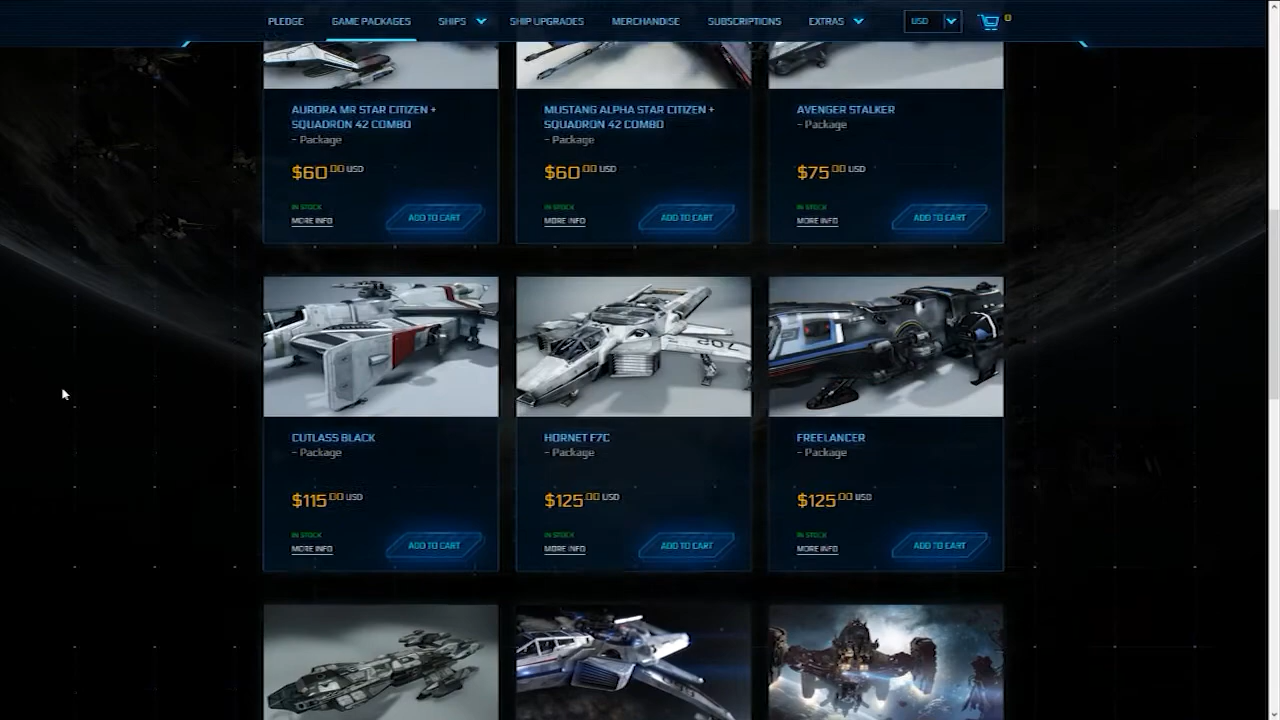 PLEDGE GAME PACKAGES SHIPS SHIP UPGRADES MERCHANDISE SUBSCRIPTIONS EXTRAS USD 0
AURORA MR STAR CITIZEN +
SQUADRON 42 COMBO
- Package
$60.00 USD
IN STOCK
MORE INFO
ADD TO CART
MUSTANG ALPHA STAR CITIZEN +
SQUADRON 42 COMBO
- Package
$60.00 USD
IN STOCK
MORE INFO
ADD TO CART
AVENGER STALKER
- Package
$75.00 USD
IN STOCK
MORE INFO
ADD TO CART
CUTLASS BLACK
- Package
$115.00 USD
IN STOCK
MORE INFO
ADD TO CART
HORNET F7C
- Package
$125.00 USD
IN STOCK
MORE INFO
ADD TO CART
FREELANCER
- Package
$125.00 USD
IN STOCK
MORE INFO
ADD TO CART